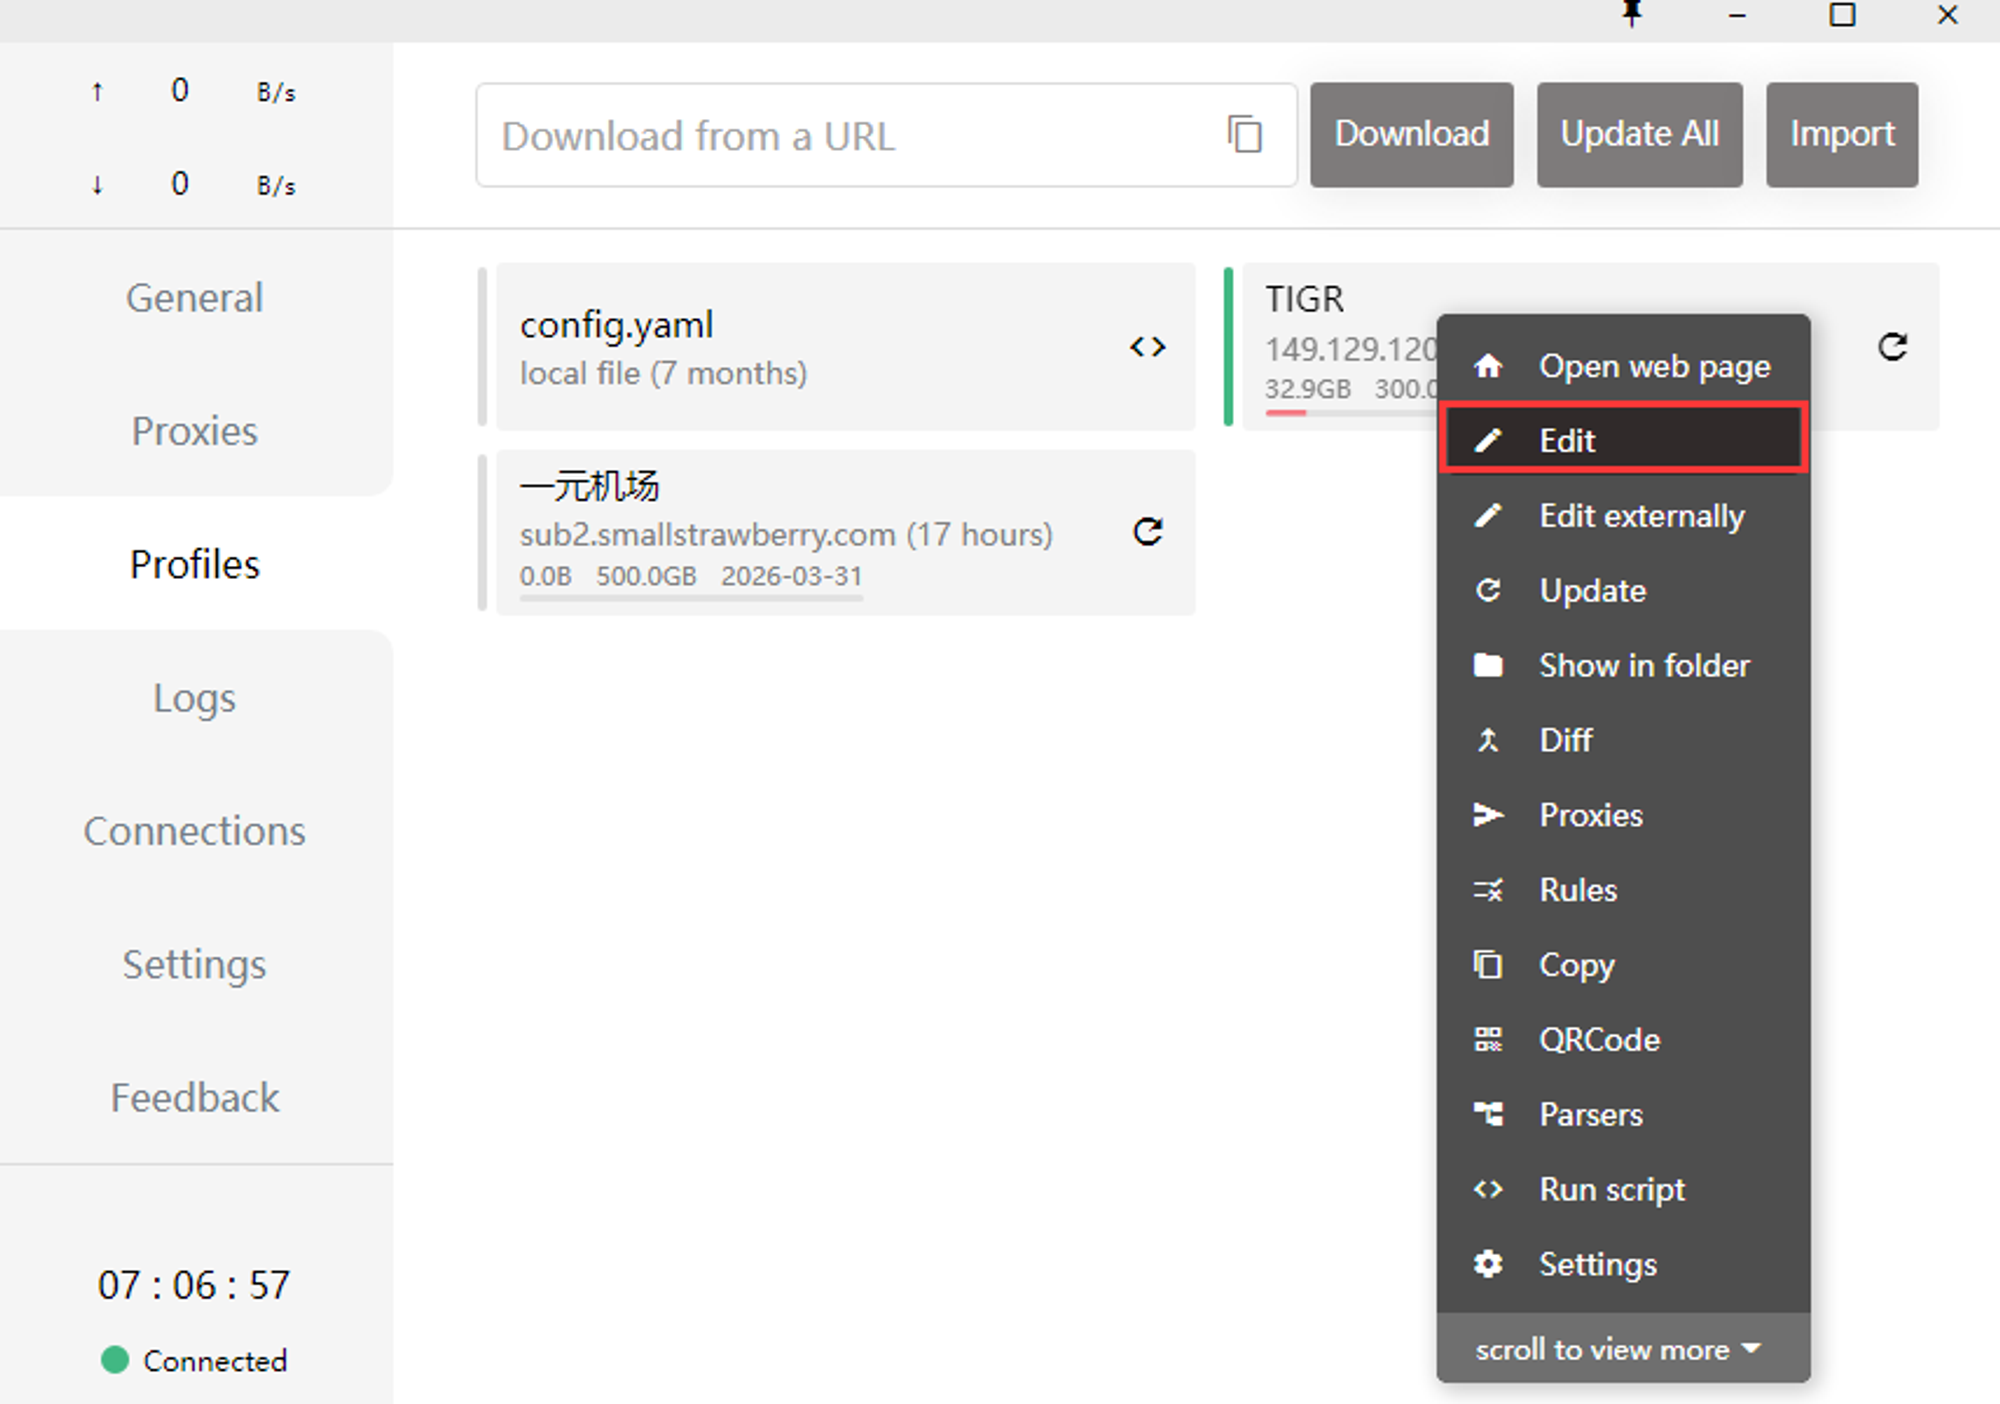 ↑ 0 B/s
↓ 0 B/s
General
Proxies
Profiles
Logs
Connections
Settings
Feedback
07 : 06 : 57
Connected
Download from a URL
Download
Update All
Import
config.yaml
local file (7 months)
TIGR
149.129.120
32.9GB 300.0
一元机场
sub2.smallstrawberry.com (17 hours)
0.0B 500.0GB 2026-03-31
Open web page
Edit
Edit externally
Update
Show in folder
Diff
Proxies
Rules
Copy
QRCode
Parsers
Run script
Settings
scroll to view more